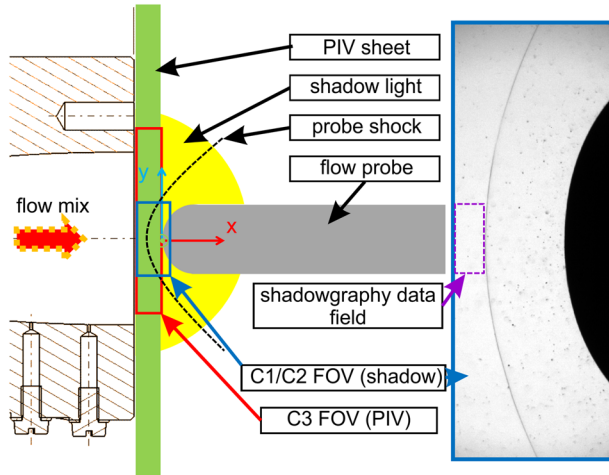 PIV sheet
shadow light
probe shock
flow probe
y
flow mix
x
shadowgraphy data
field
C1/C2 FOV (shadow)
C3 FOV (PIV)